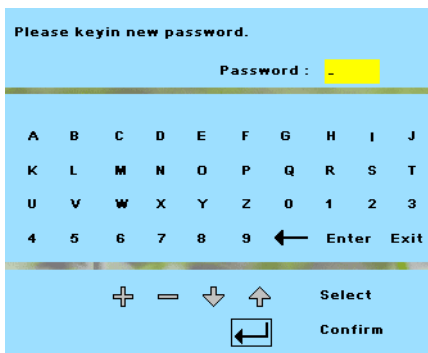 Please keyin new password.
Password : -
A B C D E F G H I J
K L M N O P Q R S T
U V W X Y Z 0 1 2 3
4 5 6 7 8 9 ← Enter Exit
Select
Confirm